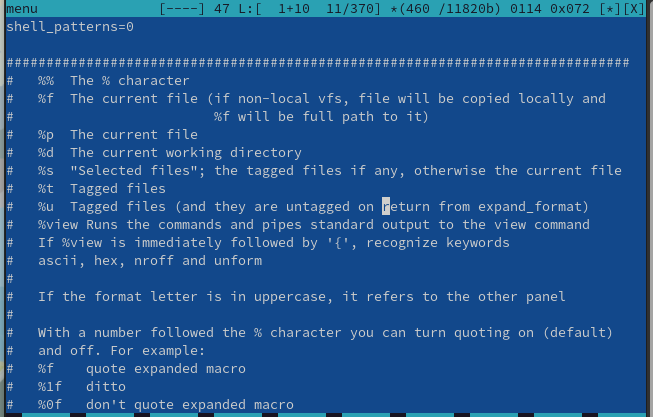 menu [----] 47 L:[ 1+10 11/370] *(460 /11820b) 0114 0x072 [*][X]
shell_patterns=0
##############################################################################
# %% The % character
# %f The current file (if non-local vfs, file will be copied locally and
# %f will be full path to it)
# %p The current file
# %d The current working directory
# %s "Selected files"; the tagged files if any, otherwise the current file
# %t Tagged files
# %u Tagged files (and they are untagged on return from expand_format)
# %view Runs the commands and pipes standard output to the view command
# If %view is immediately followed by '{', recognize keywords
# ascii, hex, nroff and unform
#
# If the format letter is in uppercase, it refers to the other panel
#
# With a number followed the % character you can turn quoting on (default)
# and off. For example:
# %f quote expanded macro
# %1f ditto
# %0f don't quote expanded macro